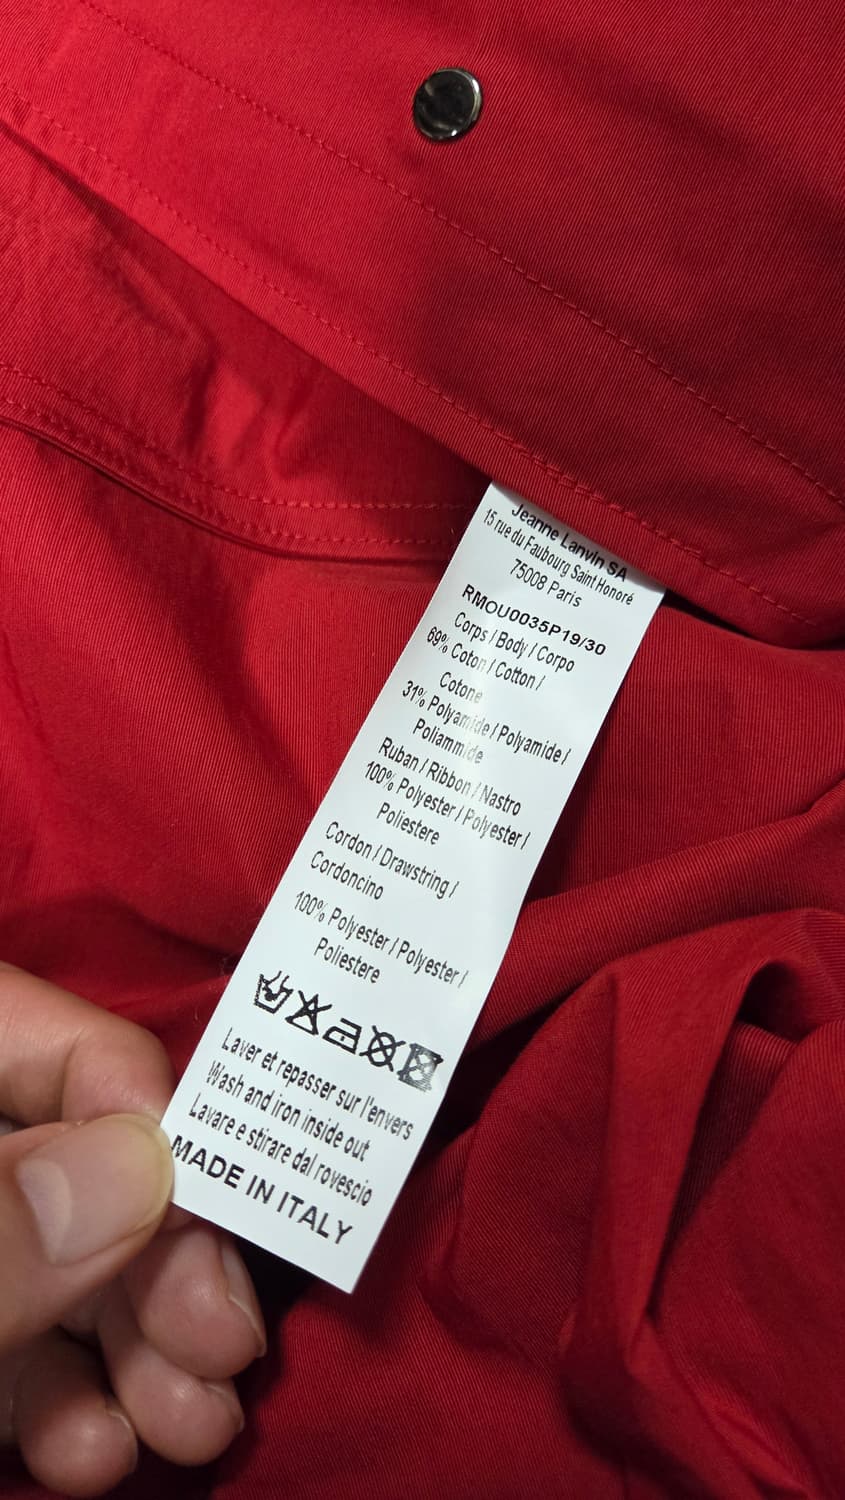 Jeanne Lanvin SA
15 rue du Faubourg Saint Honoré
75008 Paris
RMOU0035P19/30
Corps / Body / Corpo
69% Coton / Cotton /
Cotone
31% Polyamide / Polyamide /
Poliammide
Ruban / Ribbon / Nastro
100% Polyester / Polyester /
Poliestere
Cordon / Drawstring /
Cordoncino
100% Polyester / Polyester /
Poliestere
Laver et repasser sur l'envers
Wash and iron inside out
Lavare e stirare dal rovescio
MADE IN ITALY